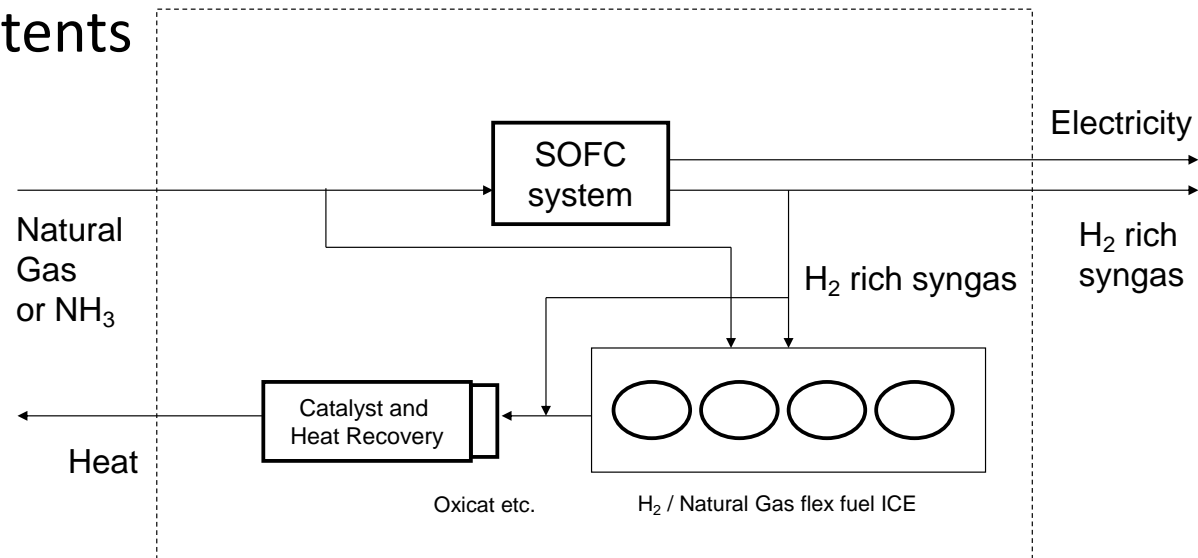 tents
SOFC
system
Electricity
Natural
Gas
or NH₃
H₂ rich syngas
H₂ rich
syngas
Catalyst and
Heat Recovery
Heat
Oxicat etc.
H₂ / Natural Gas flex fuel ICE